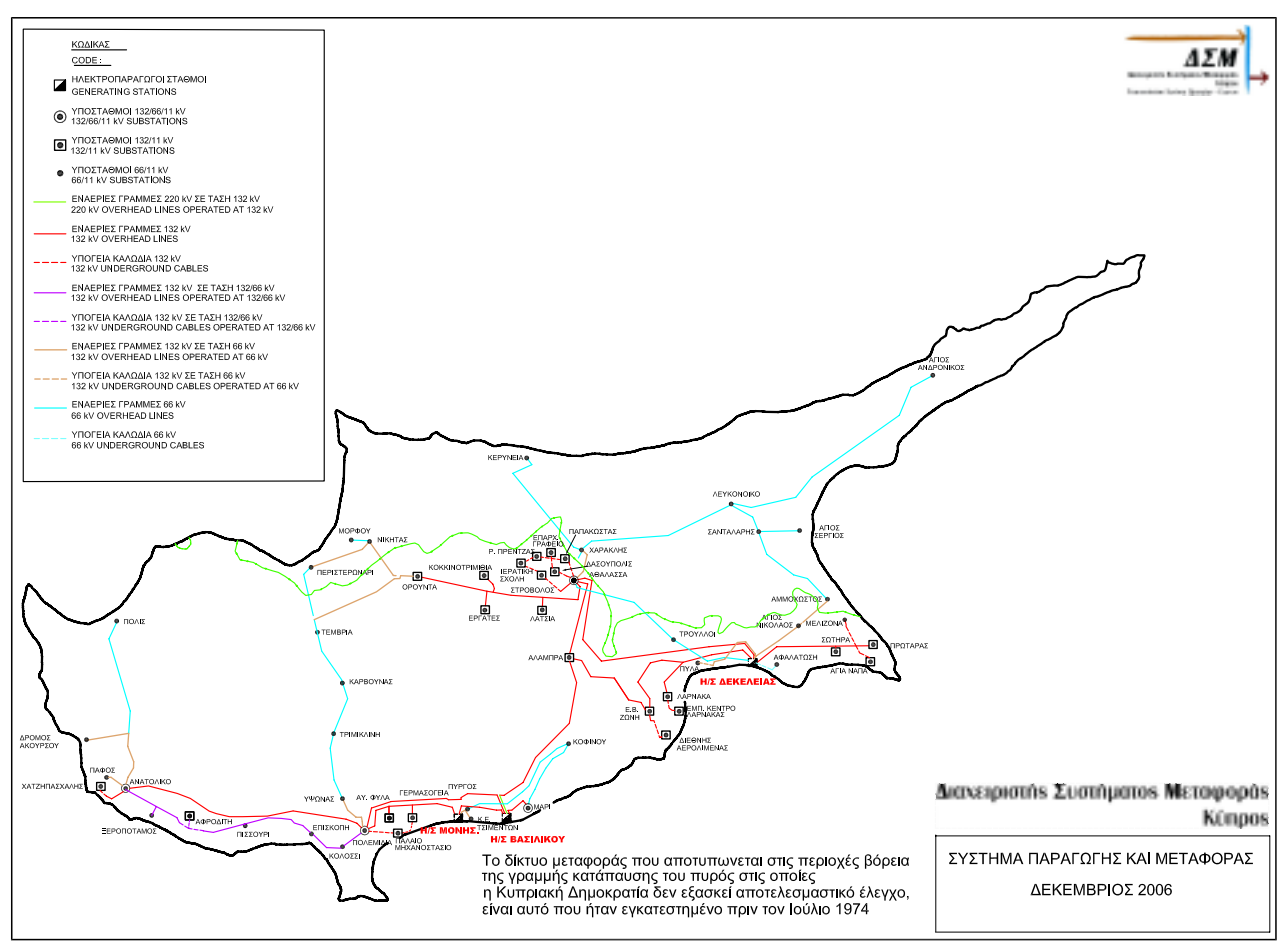 ΚΩΔΙΚΑΣ
CODE :
ΗΛΕΚΤΡΟΠΑΡΑΓΩΓΟΙ ΣΤΑΘΜΟΙ
GENERATING STATIONS
ΥΠΟΣΤΑΘΜΟΙ 132/66/11 kV
132/66/11 kV SUBSTATIONS
ΥΠΟΣΤΑΘΜΟΙ 132/11 kV
132/11 kV SUBSTATIONS
ΥΠΟΣΤΑΘΜΟΙ 66/11 kV
66/11 kV SUBSTATIONS
ΕΝΑΕΡΙΕΣ ΓΡΑΜΜΕΣ 220 kV ΣΕ ΤΑΣΗ 132 kV
220 kV OVERHEAD LINES OPERATED AT 132 kV
ΕΝΑΕΡΙΕΣ ΓΡΑΜΜΕΣ 132 kV
132 kV OVERHEAD LINES
ΥΠΟΓΕΙΑ ΚΑΛΩΔΙΑ 132 kV
132 kV UNDERGROUND CABLES
ΕΝΑΕΡΙΕΣ ΓΡΑΜΜΕΣ 132 kV ΣΕ ΤΑΣΗ 132/66 kV
132 kV OVERHEAD LINES OPERATED AT 132/66 kV
ΥΠΟΓΕΙΑ ΚΑΛΩΔΙΑ 132 kV ΣΕ ΤΑΣΗ 132/66 kV
132 kV UNDERGROUND CABLES OPERATED AT 132/66 kV
ΕΝΑΕΡΙΕΣ ΓΡΑΜΜΕΣ 132 kV ΣΕ ΤΑΣΗ 66 kV
132 kV OVERHEAD LINES OPERATED AT 66 kV
ΥΠΟΓΕΙΑ ΚΑΛΩΔΙΑ 132 kV ΣΕ ΤΑΣΗ 66 kV
132 kV UNDERGROUND CABLES OPERATED AT 66 kV
ΕΝΑΕΡΙΕΣ ΓΡΑΜΜΕΣ 66 kV
66 kV OVERHEAD LINES
ΥΠΟΓΕΙΑ ΚΑΛΩΔΙΑ 66 kV
66 kV UNDERGROUND CABLES
ΔΣΜ
Διαχειριστής Συστήματος Μεταφοράς
Κύπρου
ΑΓΙΟΣ
ΑΝΔΡΟΝΙΚΟΣ
ΚΕΡΥΝΕΙΑ
ΛΕΥΚΟΝΟΙΚΟ
ΣΑΝΤΑΛΑΡΗΣ
ΑΓΙΟΣ
ΣΕΡΓΙΟΣ
ΜΟΡΦΟΥ
ΝΙΚΗΤΑΣ
ΠΕΡΙΣΤΕΡΩΝΑΡΙ
ΟΡΟΥΝΤΑ
ΚΟΚΚΙΝΟΤΡΙΜΙΘΙΑ
Ρ. ΠΡΕΝΤΖΑΣ
ΕΠΑΡΧ.
ΓΡΑΦΕΙΟ
ΠΑΠΑΚΩΣΤΑΣ
ΧΑΡΑΚΛΗΣ
ΙΕΡΑΤΙΚΗ
ΣΧΟΛΗ
ΔΑΣΟΥΠΟΛΙΣ
ΑΘΑΛΑΣΣΑ
ΣΤΡΟΒΟΛΟΣ
ΕΡΓΑΤΕΣ
ΛΑΤΣΙΑ
ΑΜΜΟΧΩΣΤΟΣ
ΑΓΙΟΣ
ΝΙΚΟΛΑΟΣ
ΜΕΛΙΖΟΝΑ
ΤΡΟΥΛΛΟΙ
ΣΩΤΗΡΑ
ΠΡΩΤΑΡΑΣ
ΑΓΙΑ ΝΑΠΑ
ΑΦΑΛΑΤΩΣΗ
ΠΥΛΑ
Η/Σ ΔΕΚΕΛΕΙΑΣ
ΠΟΛΙΣ
ΤΕΜΒΡΙΑ
ΑΛΑΜΠΡΑ
ΚΑΡΒΟΥΝΑΣ
ΛΑΡΝΑΚΑ
Ε.Β.
ΖΩΝΗ
ΕΜΠ. ΚΕΝΤΡΟ
ΛΑΡΝΑΚΑΣ
ΔΙΕΘΝΗΣ
ΑΕΡΟΛΙΜΕΝΑΣ
ΔΡΟΜΟΣ
ΑΚΟΥΡΣΟΥ
ΤΡΙΜΙΚΛΙΝΗ
ΚΟΦΙΝΟΥ
ΠΑΦΟΣ
ΧΑΤΖΗΠΑΣΧΑΛΗΣ
ΑΝΑΤΟΛΙΚΟ
ΥΨΩΝΑΣ
ΑΥ. ΦΥΛΑ
ΓΕΡΜΑΣΟΓΕΙΑ
ΠΥΡΓΟΣ
ΜΑΡΙ
ΞΕΡΟΠΟΤΑΜΟΣ
ΑΦΡΟΔΙΤΗ
ΠΙΣΣΟΥΡΙ
ΕΠΙΣΚΟΠΗ
ΚΟΛΟΣΣΙ
ΠΟΛΕΜΙΔΙΑ
ΠΑΛΑΙΟ
ΜΗΧΑΝΟΣΤΑΣΙΟ
Η/Σ ΜΟΝΗΣ.
Κ.Ε.
ΤΣΙΜΕΝΤΩΝ
Η/Σ ΒΑΣΙΛΙΚΟΥ
Το δίκτυο μεταφοράς που αποτυπωνεται στις περιοχές βόρεια
της γραμμής κατάπαυσης του πυρός στις οποίες
η Κυπριακή Δημοκρατία δεν εξασκεί αποτελεσμαστικό έλεγχο,
είναι αυτό που ήταν εγκατεστημένο πριν τον Ιούλιο 1974
Διαχειριστής Συστήματος Μεταφοράς
Κύπρος
ΣΥΣΤΗΜΑ ΠΑΡΑΓΩΓΗΣ ΚΑΙ ΜΕΤΑΦΟΡΑΣ
ΔΕΚΕΜΒΡΙΟΣ 2006